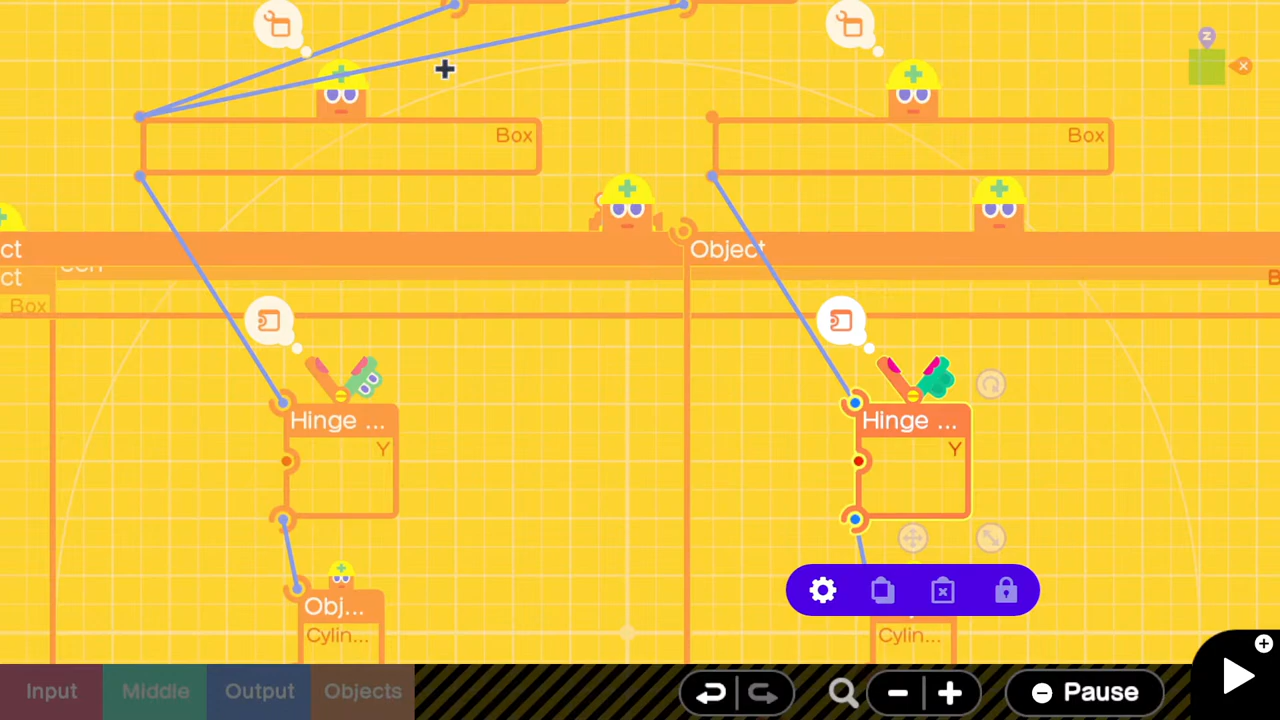 Z
X
Box
Box
ct
Object
ct
Box
Hinge ...
Y
Hinge ...
Y
Obj...
Cylin...
Cylin...
Input
Middle
Output
Objects
Pause